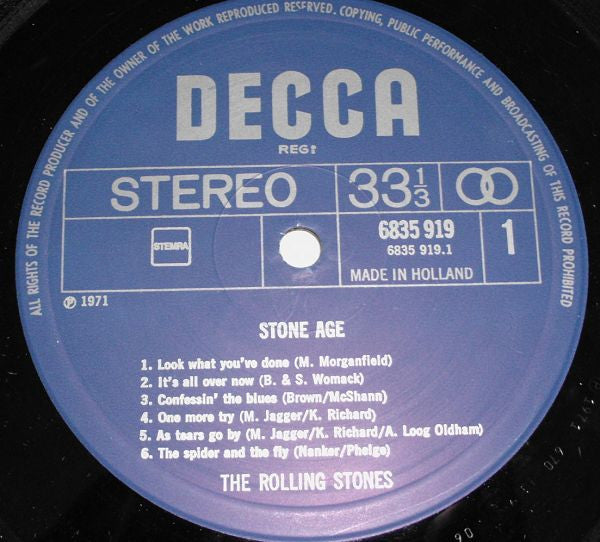 ALL RIGHTS OF THE RECORD PRODUCER AND OF THE OWNER OF THE WORK REPRODUCED RESERVED. COPYING, PUBLIC PERFORMANCE AND BROADCASTING OF THIS RECORD PROHIBITED
DECCA
REG!
STEREO 33 1/3
STEMRA
6835 919
6835 919.1
1
MADE IN HOLLAND
℗ 1971
STONE AGE
1. Look what you've done (M. Morganfield)
2. It's all over now (B. & S. Womack)
3. Confessin' the blues (Brown/McShann)
4. One more try (M. Jagger/K. Richard)
5. As tears go by (M. Jagger/K. Richard/A. Loog Oldham)
6. The spider and the fly (Nanker/Phelge)
THE ROLLING STONES